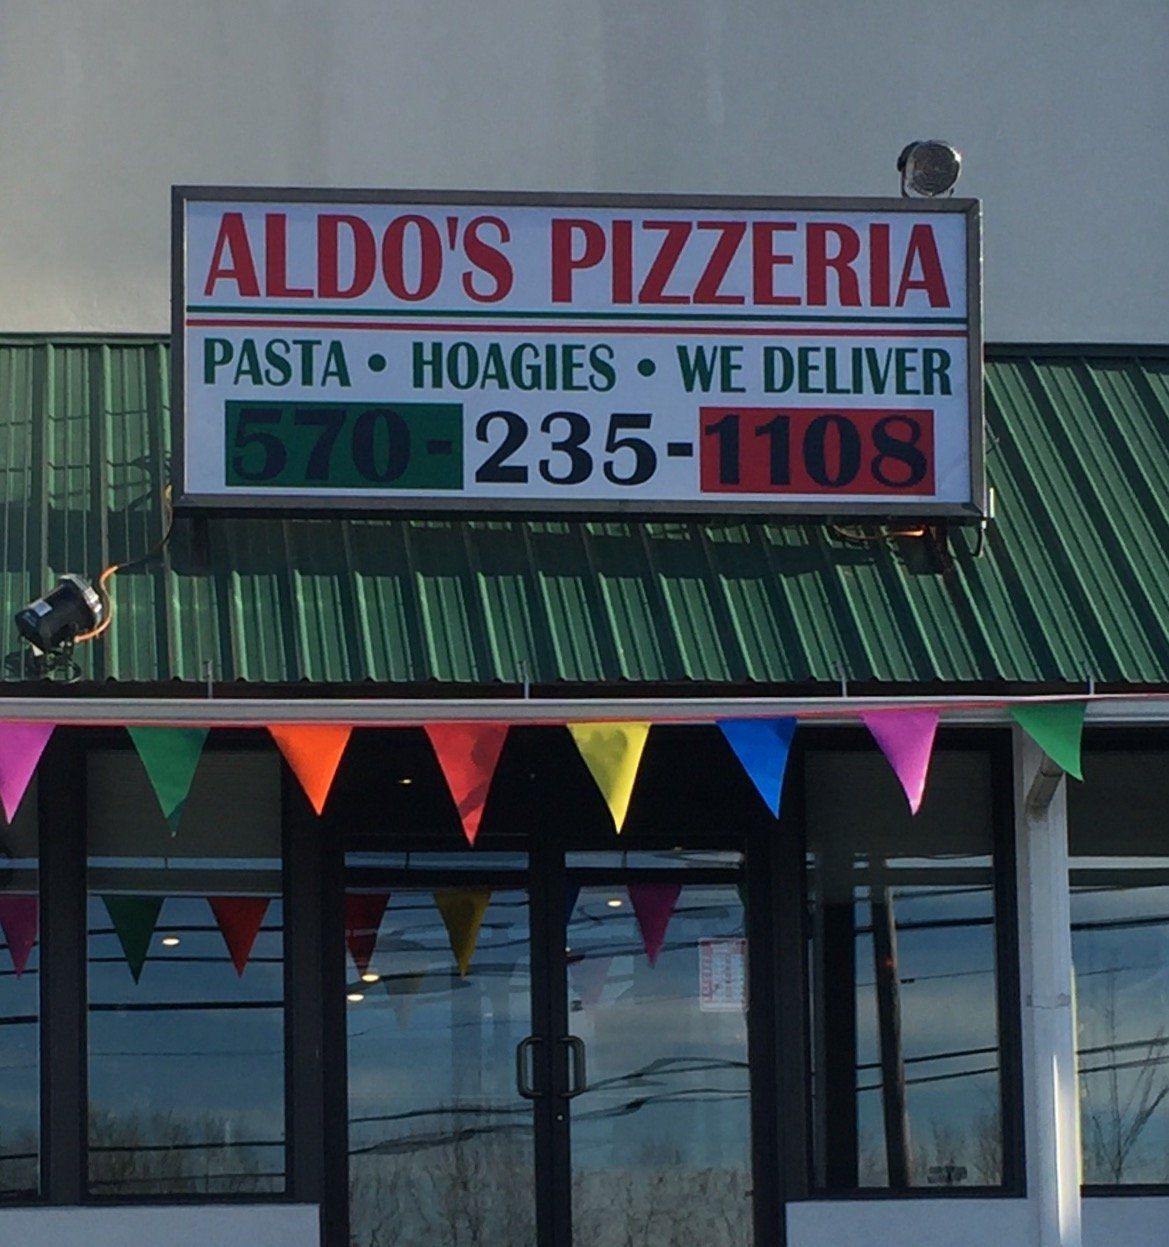 ALDO'S PIZZERIA
PASTA • HOAGIES • WE DELIVER
570-235-1108